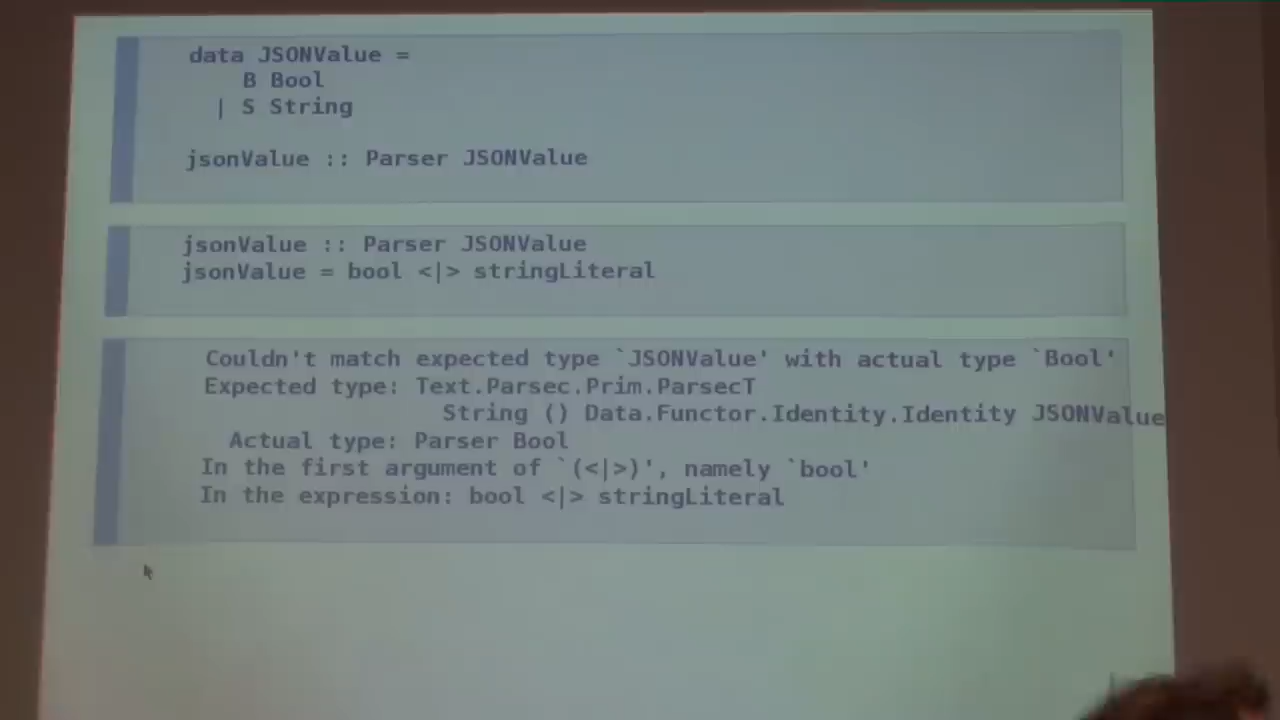 data JSONValue =
    B Bool
  | S String
jsonValue :: Parser JSONValue
jsonValue :: Parser JSONValue
jsonValue = bool <|> stringLiteral
Couldn't match expected type `JSONValue' with actual type `Bool'
Expected type: Text.Parsec.Prim.ParsecT
                 String () Data.Functor.Identity.Identity JSONValue
  Actual type: Parser Bool
In the first argument of `(<|>)', namely `bool'
In the expression: bool <|> stringLiteral